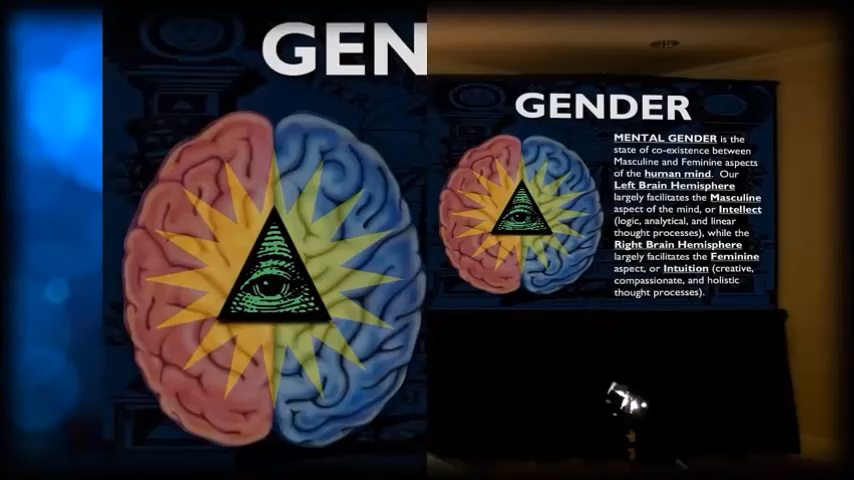 GEN
GENDER
MENTAL GENDER is the
state of co-existence between
Masculine and Feminine aspects
of the human mind. Our
Left Brain Hemisphere
largely facilitates the Masculine
aspect of the mind, or Intellect
(logic, analytical, and linear
thought processes), while the
Right Brain Hemisphere
largely facilitates the Feminine
aspect, or Intuition (creative,
compassionate, and holistic
thought processes).